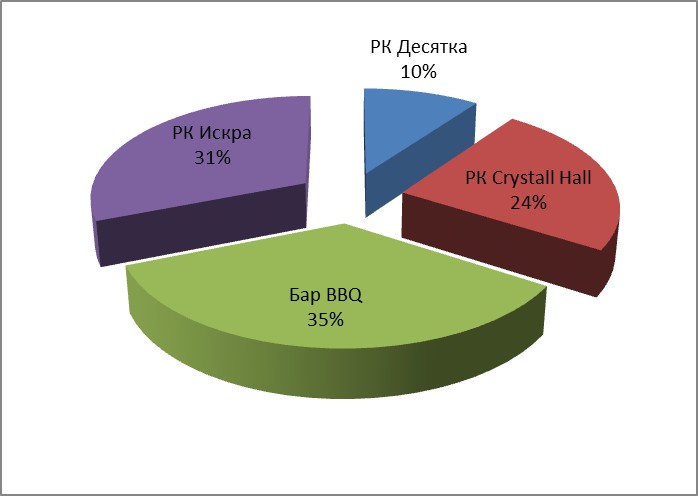 РК Десятка
10%
РК Crystall Hall
24%
Бар BBQ
35%
РК Искра
31%